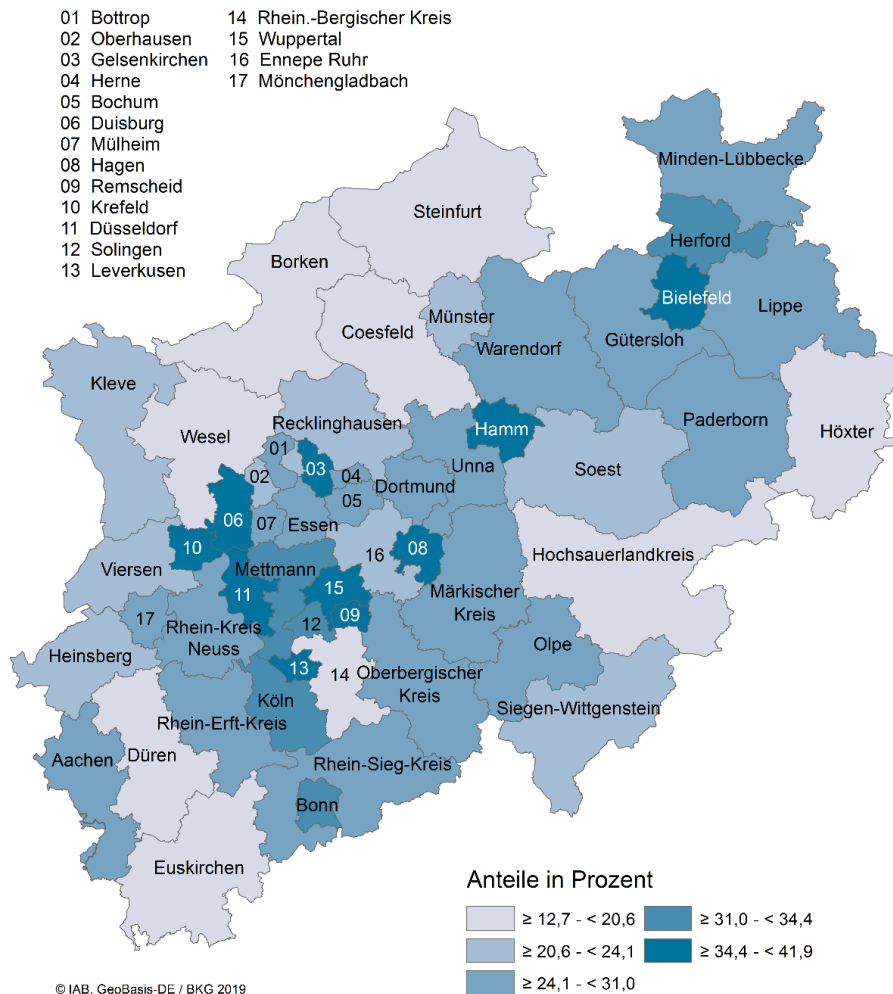 01 Bottrop
02 Oberhausen
03 Gelsenkirchen
04 Herne
05 Bochum
06 Duisburg
07 Mülheim
08 Hagen
09 Remscheid
10 Krefeld
11 Düsseldorf
12 Solingen
13 Leverkusen
14 Rhein.-Bergischer Kreis
15 Wuppertal
16 Ennepe Ruhr
17 Mönchengladbach
Minden-Lübbecke
Steinfurt
Herford
Borken
Bielefeld
Lippe
Münster
Coesfeld
Warendorf
Gütersloh
Kleve
Recklinghausen
Paderborn
Wesel
Hamm
Höxter
01
03
Unna
Soest
02
04
Dortmund
05
06
07
Essen
10
16
08
Hochsauerlandkreis
Viersen
Mettmann
11
15
Märkischer
Kreis
09
17
12
Rhein-Kreis
Neuss
Olpe
Heinsberg
13
14
Oberbergischer
Kreis
Köln
Siegen-Wittgenstein
Rhein-Erft-Kreis
Aachen
Düren
Rhein-Sieg-Kreis
Bonn
Euskirchen
Anteile in Prozent
≥ 12,7 - < 20,6
≥ 20,6 - < 24,1
≥ 24,1 - < 31,0
≥ 31,0 - < 34,4
≥ 34,4 - < 41,9
© IAB, GeoBasis-DE / BKG 2019